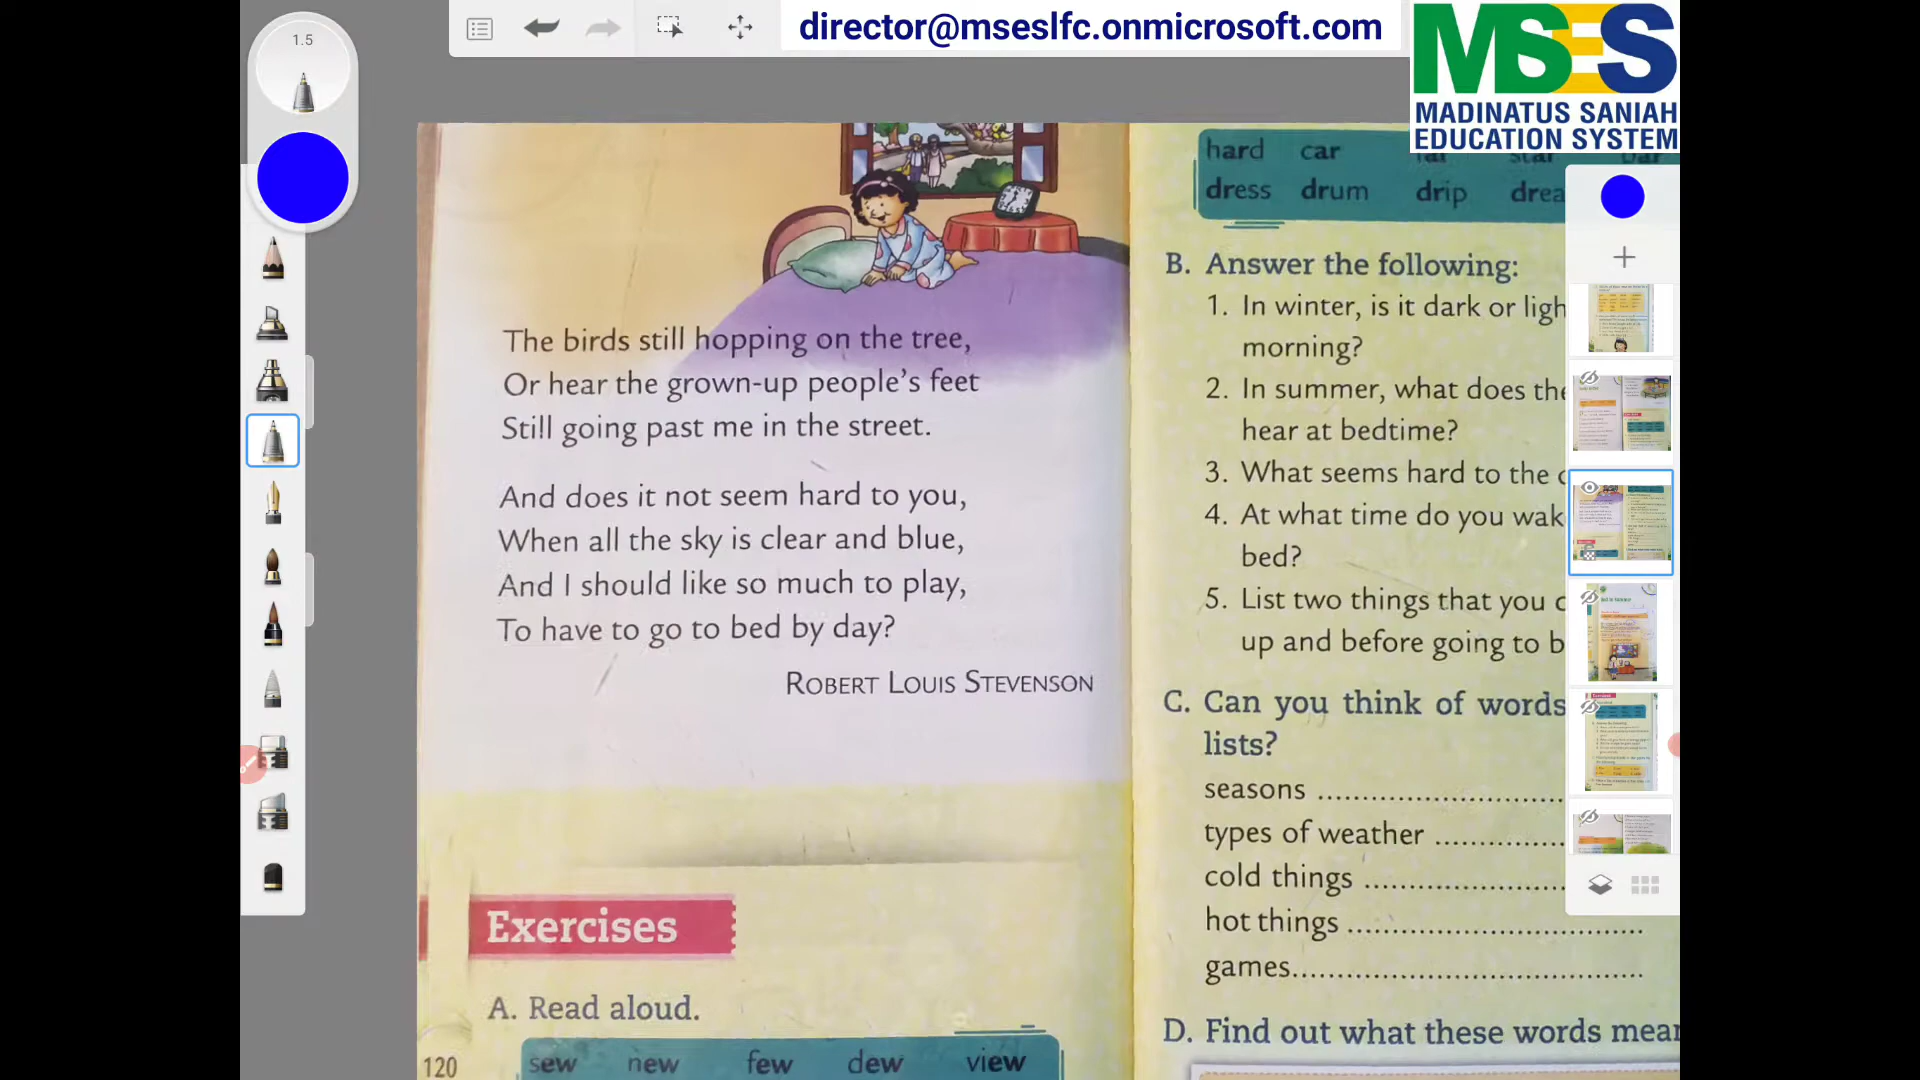 1.5
director@mseslfc.onmicrosoft.com
MSES
MADINATUS SANIAH
EDUCATION SYSTEM
The birds still hopping on the tree,
Or hear the grown-up people's feet
Still going past me in the street.
And does it not seem hard to you,
When all the sky is clear and blue,
And I should like so much to play,
To have to go to bed by day?
ROBERT LOUIS STEVENSON
Exercises
A. Read aloud.
sew new few dew view
120
hard car
dress drum drip drea
B. Answer the following:
1. In winter, is it dark or ligh
morning?
2. In summer, what does the
hear at bedtime?
3. What seems hard to the c
4. At what time do you wak
bed?
5. List two things that you c
up and before going to b
C. Can you think of words
lists?
seasons ............................
types of weather ..............
cold things ......................
hot things ................................
games......................................
D. Find out what these words mea